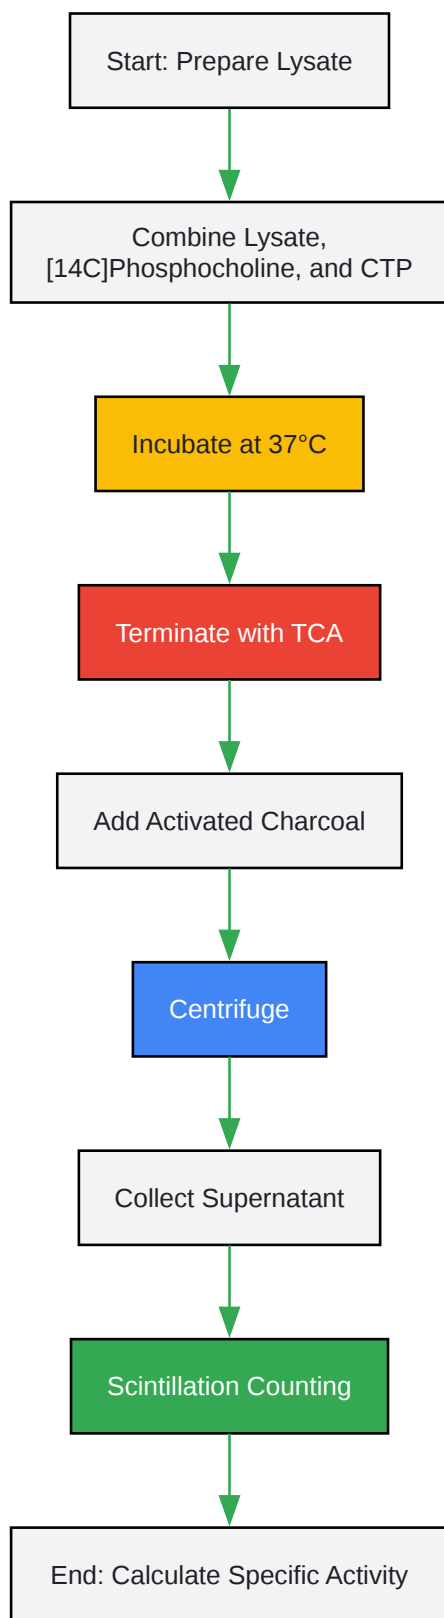 Start: Prepare Lysate
Combine Lysate,
[14C]Phosphocholine, and CTP
Incubate at 37°C
Terminate with TCA
Add Activated Charcoal
Centrifuge
Collect Supernatant
Scintillation Counting
End: Calculate Specific Activity